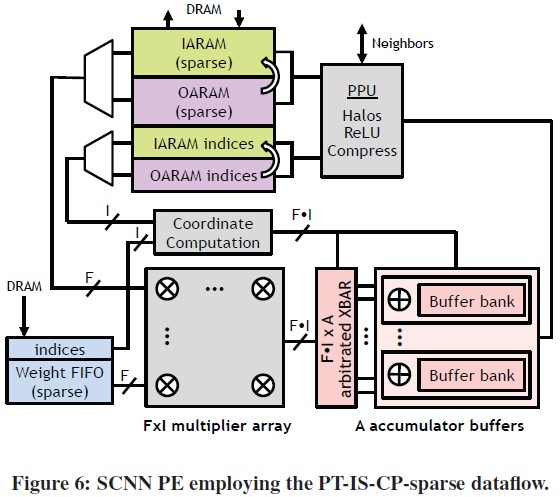 DRAM
IARAM
(sparse)
OARAM
(sparse)
IARAM indices
OARAM indices
Neighbors
PPU
Halos
ReLU
Compress
I
I
Coordinate
Computation
F•I
DRAM
F
...
indices
Weight FIFO
(sparse)
F
F•I
F•I x A
arbitrated XBAR
Buffer bank
...
Buffer bank
FxI multiplier array
A accumulator buffers
Figure 6: SCNN PE employing the PT-IS-CP-sparse dataflow.